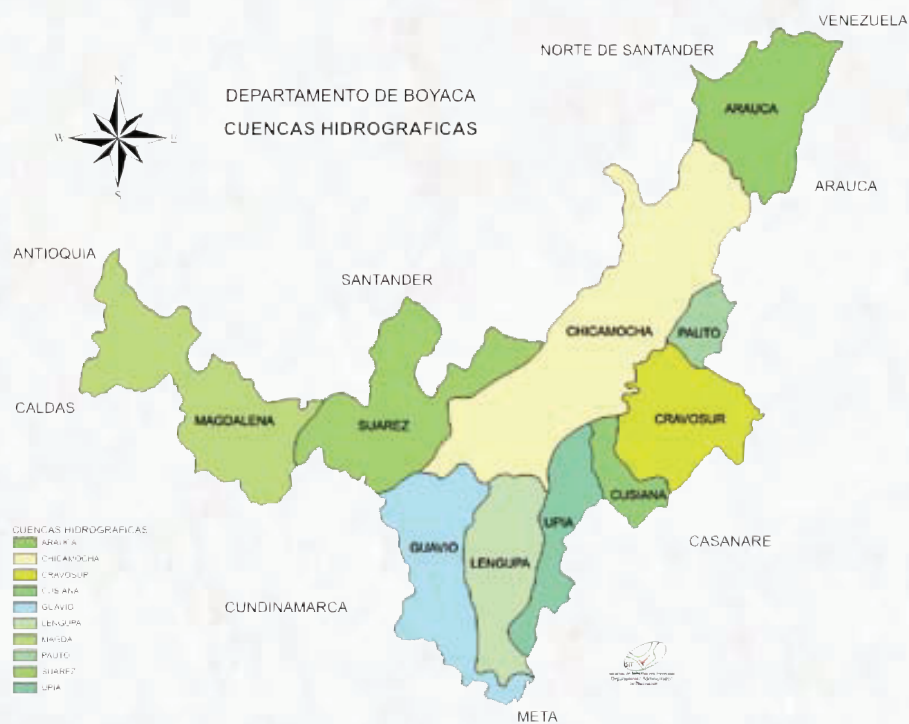 VENEZUELA
NORTE DE SANTANDER
DEPARTAMENTO DE BOYACA
CUENCAS HIDROGRAFICAS
N
W
E
S
ARAUCA
ARAUCA
ANTIOQUIA
SANTANDER
CHICAMOCHA
PAUTO
CALDAS
MAGDALENA
SUAREZ
CRAVOSUR
CUSIANA
UPIA
GUAVIO
LENGUPA
CASANARE
CUNDINAMARCA
META
CUENCAS HIDROGRAFICAS
ARAUCA
CHICAMOCHA
CRAVOSUR
CUSIANA
GUAVIO
LENGUPA
PAUTO
SUAREZ
UPIA